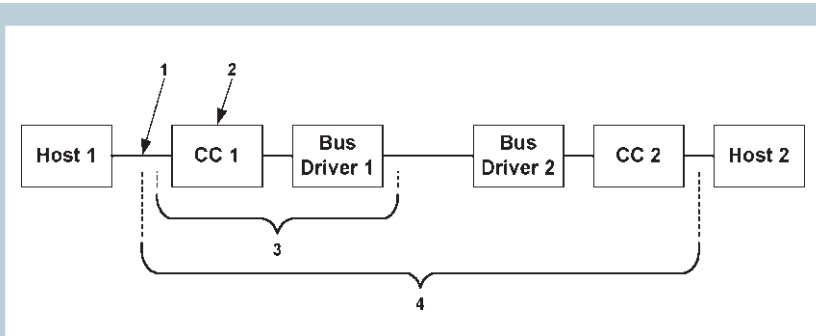 1
2
Host 1
CC 1
Bus
Driver 1
Bus
Driver 2
CC 2
Host 2
3
4